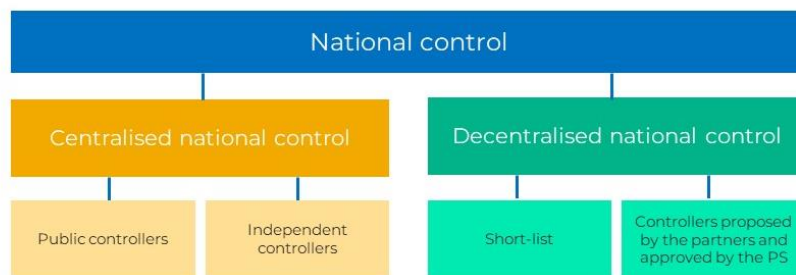 National control
Centralised national control
Decentralised national control
Public controllers
Independent
controllers
Short-list
Controllers proposed
by the partners and
approved by the PS